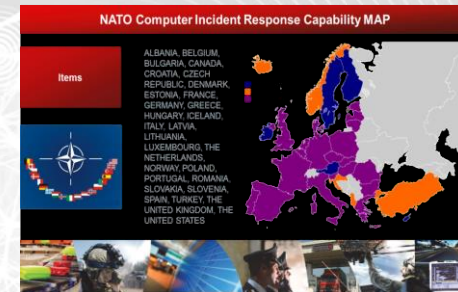 NATO Computer Incident Response Capability MAP
Items
ALBANIA, BELGIUM,
BULGARIA, CANADA,
CROATIA, CZECH
REPUBLIC, DENMARK,
ESTONIA, FRANCE,
GERMANY, GREECE,
HUNGARY, ICELAND,
ITALY, LATVIA,
LITHUANIA,
LUXEMBOURG, THE
NETHERLANDS,
NORWAY, POLAND,
PORTUGAL, ROMANIA,
SLOVAKIA, SLOVENIA,
SPAIN, TURKEY, THE
UNITED KINGDOM, THE
UNITED STATES